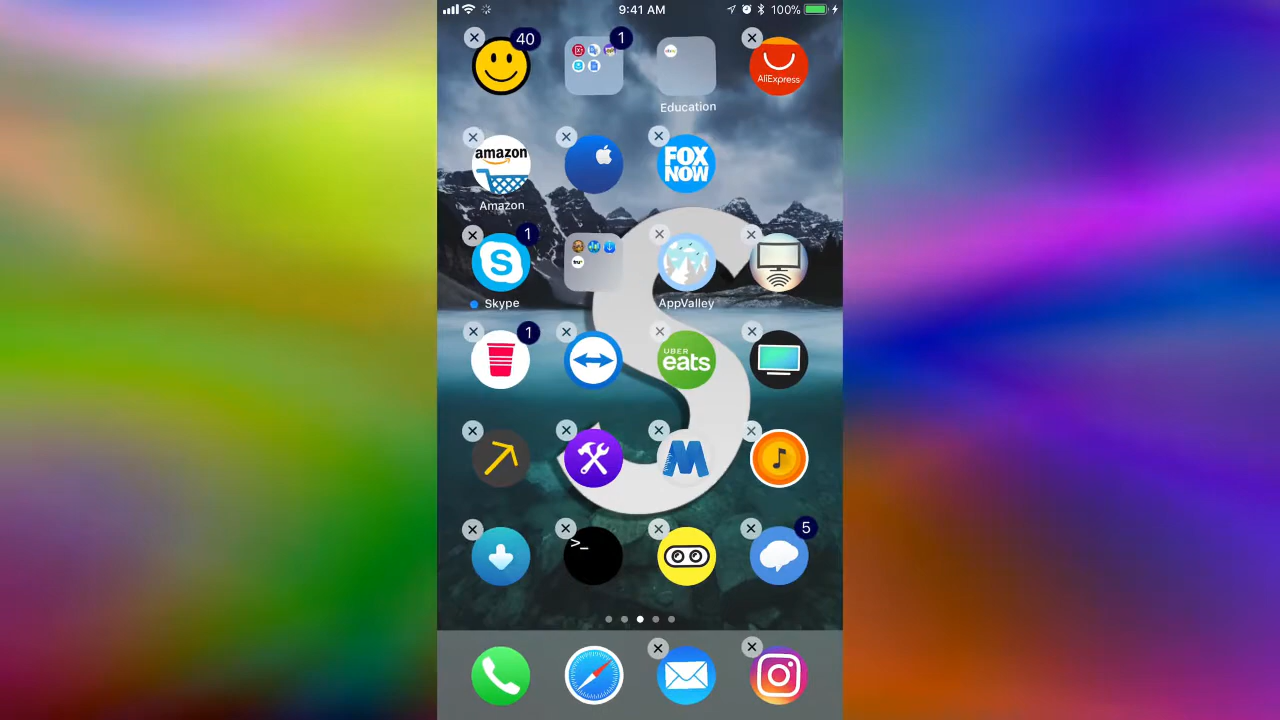 9:41 AM
100%
40
1
AliExpress
Education
amazon
FOX
NOW
Amazon
1
S
Skype
AppValley
1
UBER
eats
>_
5